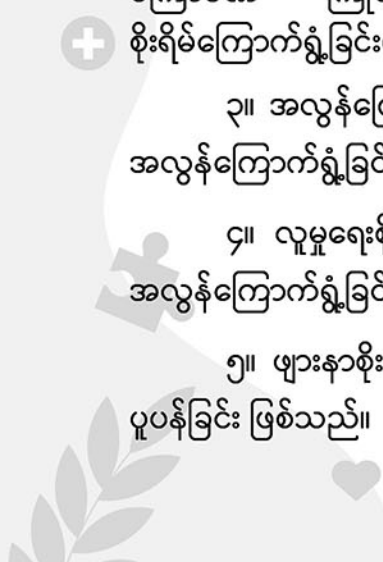 စိုးရိမ်ကြောက်ရွံ့ခြင်း
၃။ အလွန်
အလွန်ကြောက်ရွံ့ခြင်
၄။ လူမှုရေး
အလွန်ကြောက်ရွံ့ခြင်
၅။ ဖျားနာစိုး
ပူပန်ခြင်း ဖြစ်သည်။